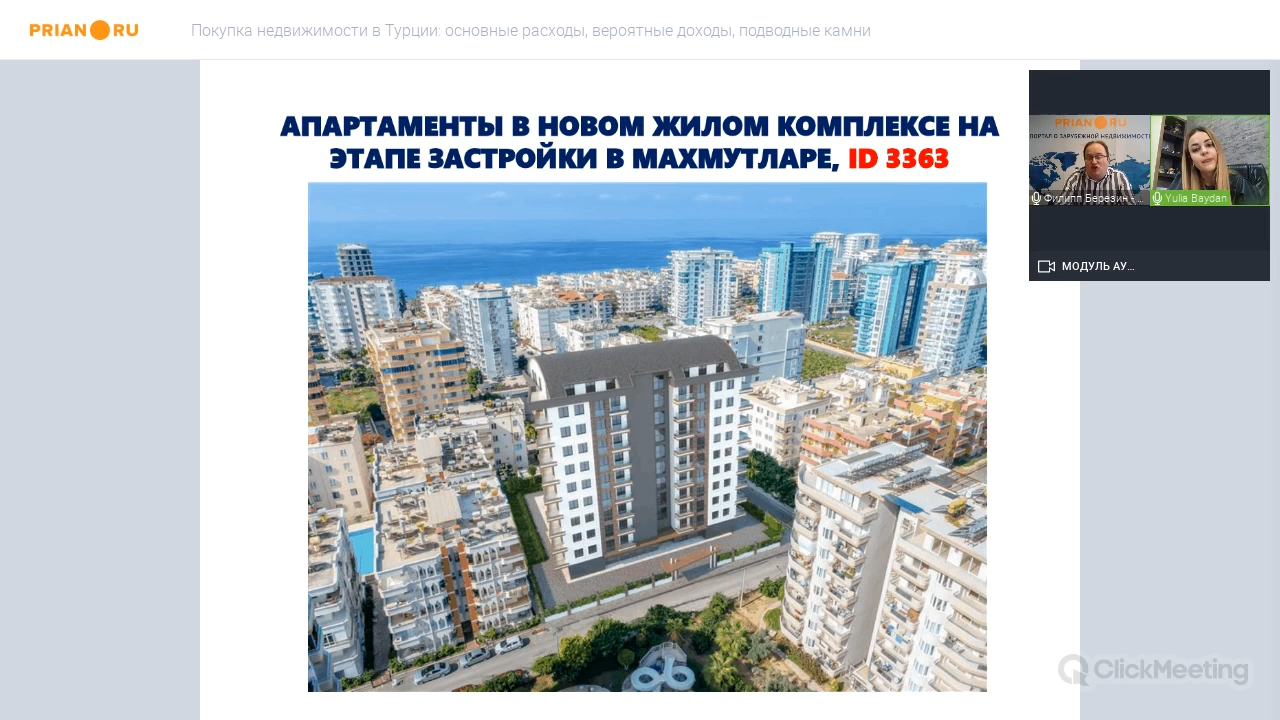 PRIAN RU
Покупка недвижимости в Турции: основные расходы, вероятные доходы, подводные камни
АПАРТАМЕНТЫ В НОВОМ ЖИЛОМ КОМПЛЕКСЕ НА
ЭТАПЕ ЗАСТРОЙКИ В МАХМУТЛАРЕ, ID 3363
PRIAN RU
ПОРТАЛ О ЗАРУБЕЖНОЙ НЕДВИЖИМОСТИ
Филипп Березин -...
Yulia Baydan
МОДУЛЬ АУ...
ClickMeeting